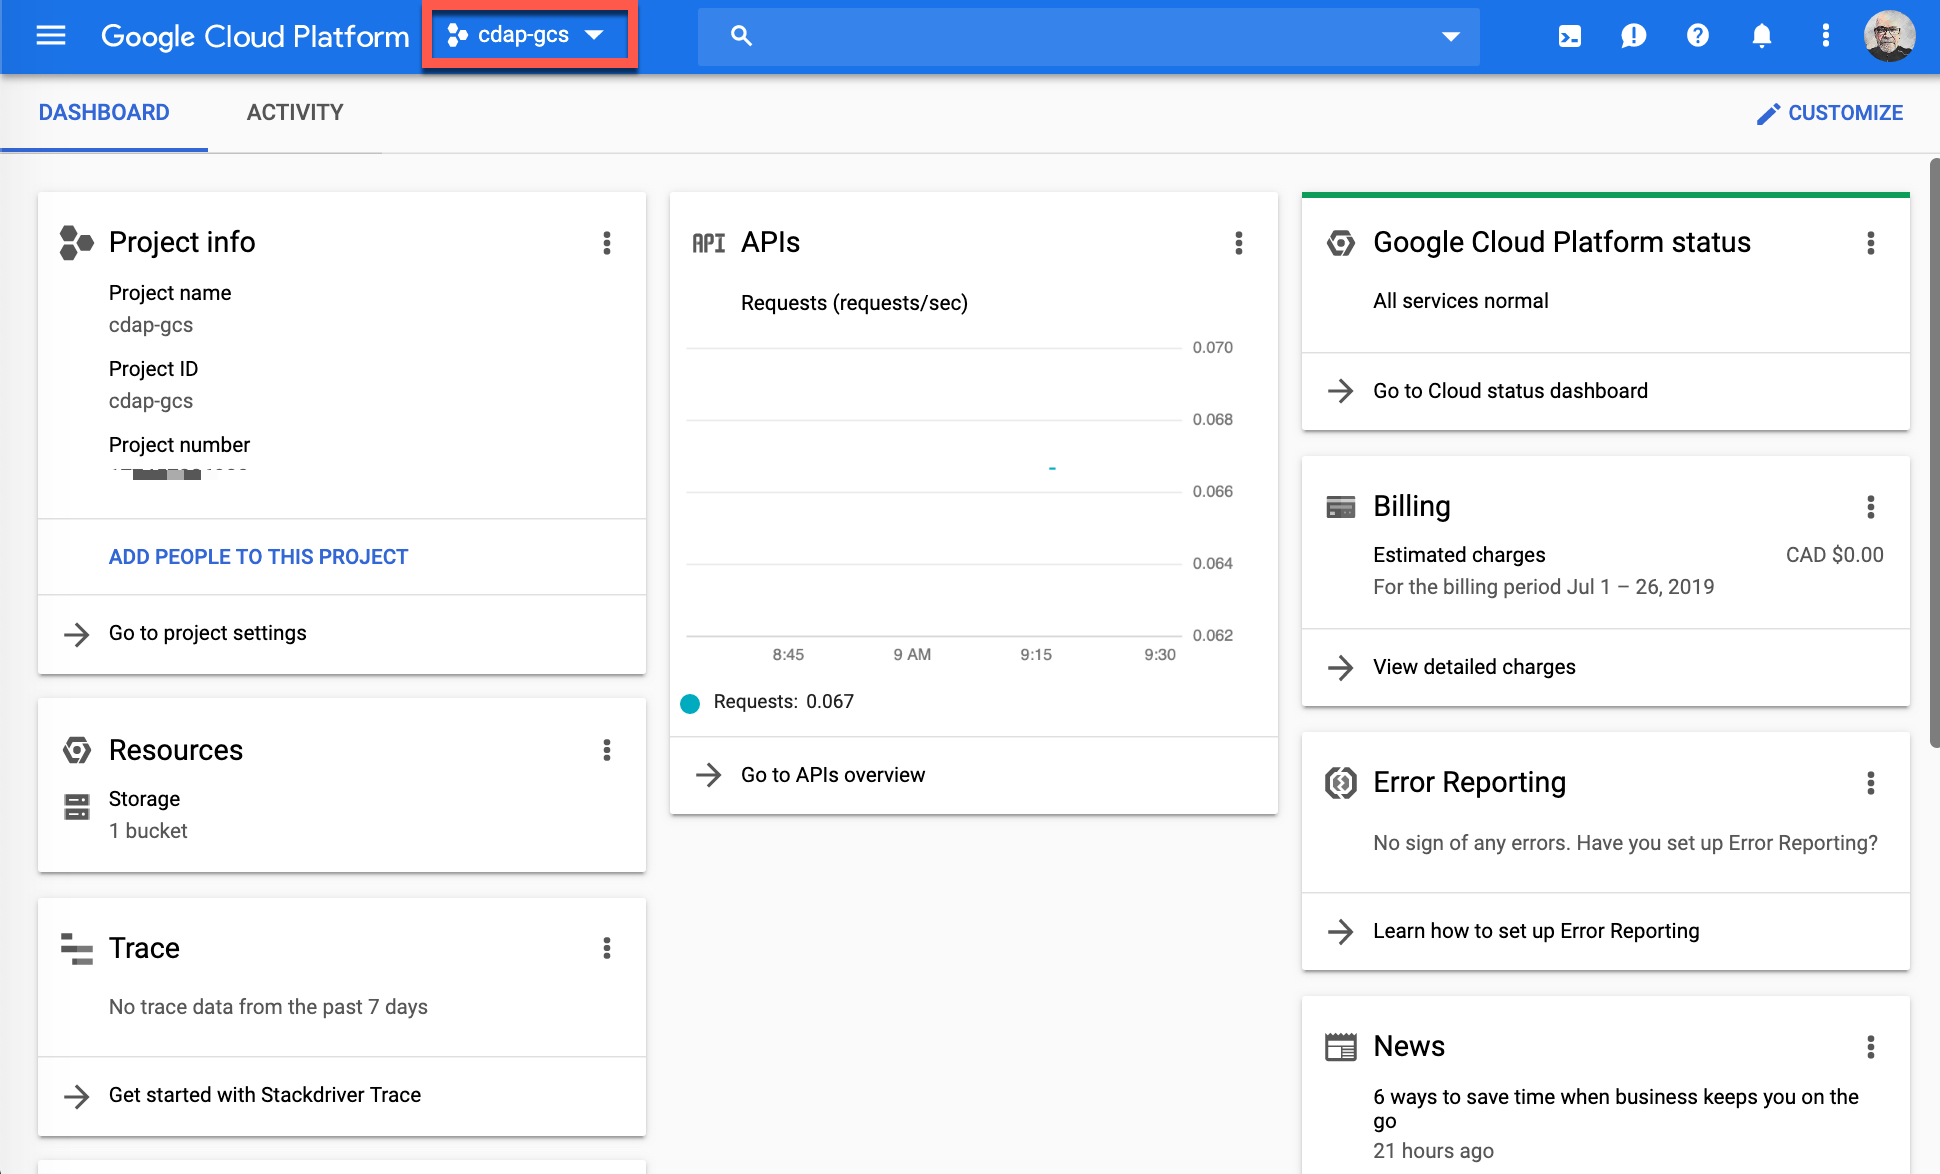 Google Cloud Platform
cdap-gcs
DASHBOARD
ACTIVITY
CUSTOMIZE
Project info
Project name
cdap-gcs
Project ID
cdap-gcs
Project number
ADD PEOPLE TO THIS PROJECT
Go to project settings
Resources
Storage
1 bucket
Trace
No trace data from the past 7 days
Get started with Stackdriver Trace
API
APIs
Requests (requests/sec)
0.070
0.068
0.066
0.064
0.062
8:45
9 AM
9:15
9:30
Requests: 0.067
Go to APIs overview
Google Cloud Platform status
All services normal
Go to Cloud status dashboard
Billing
Estimated charges
CAD $0.00
For the billing period Jul 1 – 26, 2019
View detailed charges
Error Reporting
No sign of any errors. Have you set up Error Reporting?
Learn how to set up Error Reporting
News
6 ways to save time when business keeps you on the
go
21 hours ago